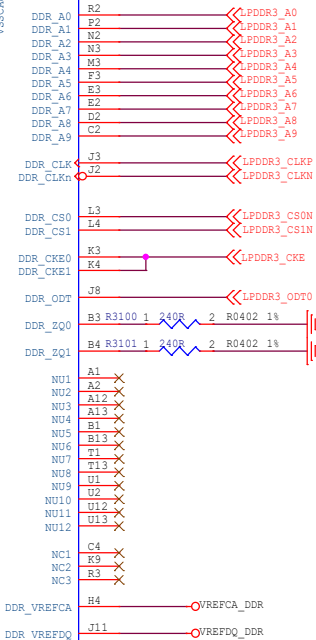 VSSCA
DDR_A0 R2 LPDDR3_A0
DDR_A1 P2 LPDDR3_A1
DDR_A2 N2 LPDDR3_A2
DDR_A3 N3 LPDDR3_A3
DDR_A4 M3 LPDDR3_A4
DDR_A5 F3 LPDDR3_A5
DDR_A6 E3 LPDDR3_A6
DDR_A7 E2 LPDDR3_A7
DDR_A8 D2 LPDDR3_A8
DDR_A9 C2 LPDDR3_A9
DDR_CLK J3 LPDDR3_CLKP
DDR_CLKn J2 LPDDR3_CLKN
DDR_CS0 L3 LPDDR3_CS0N
DDR_CS1 L4 LPDDR3_CS1N
DDR_CKE0 K3 LPDDR3_CKE
DDR_CKE1 K4
DDR_ODT J8 LPDDR3_ODT0
DDR_ZQ0 B3 R3100 1 240R 2 R0402 1%
DDR_ZQ1 B4 R3101 1 240R 2 R0402 1%
NU1 A1
NU2 A2
NU3 A12
NU4 A13
NU5 B1
NU6 B13
NU7 T1
NU8 T13
NU9 U1
NU10 U2
NU11 U12
NU12 U13
NC1 C4
NC2 K9
NC3 R3
DDR_VREFCA H4 VREFCA_DDR
DDR_VREFDQ J11 VREFDQ_DDR